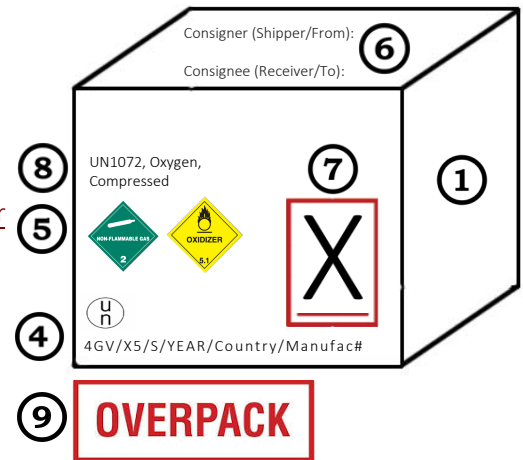 Consigner (Shipper/From):
6
Consignee (Receiver/To):
8
UN1072, Oxygen,
Compressed
7
1
r
5
NON-FLAMMABLE GAS
2
OXIDIZER
5.1
X
u
n
4
4GV/X5/S/YEAR/Country/Manufac#
9
OVERPACK